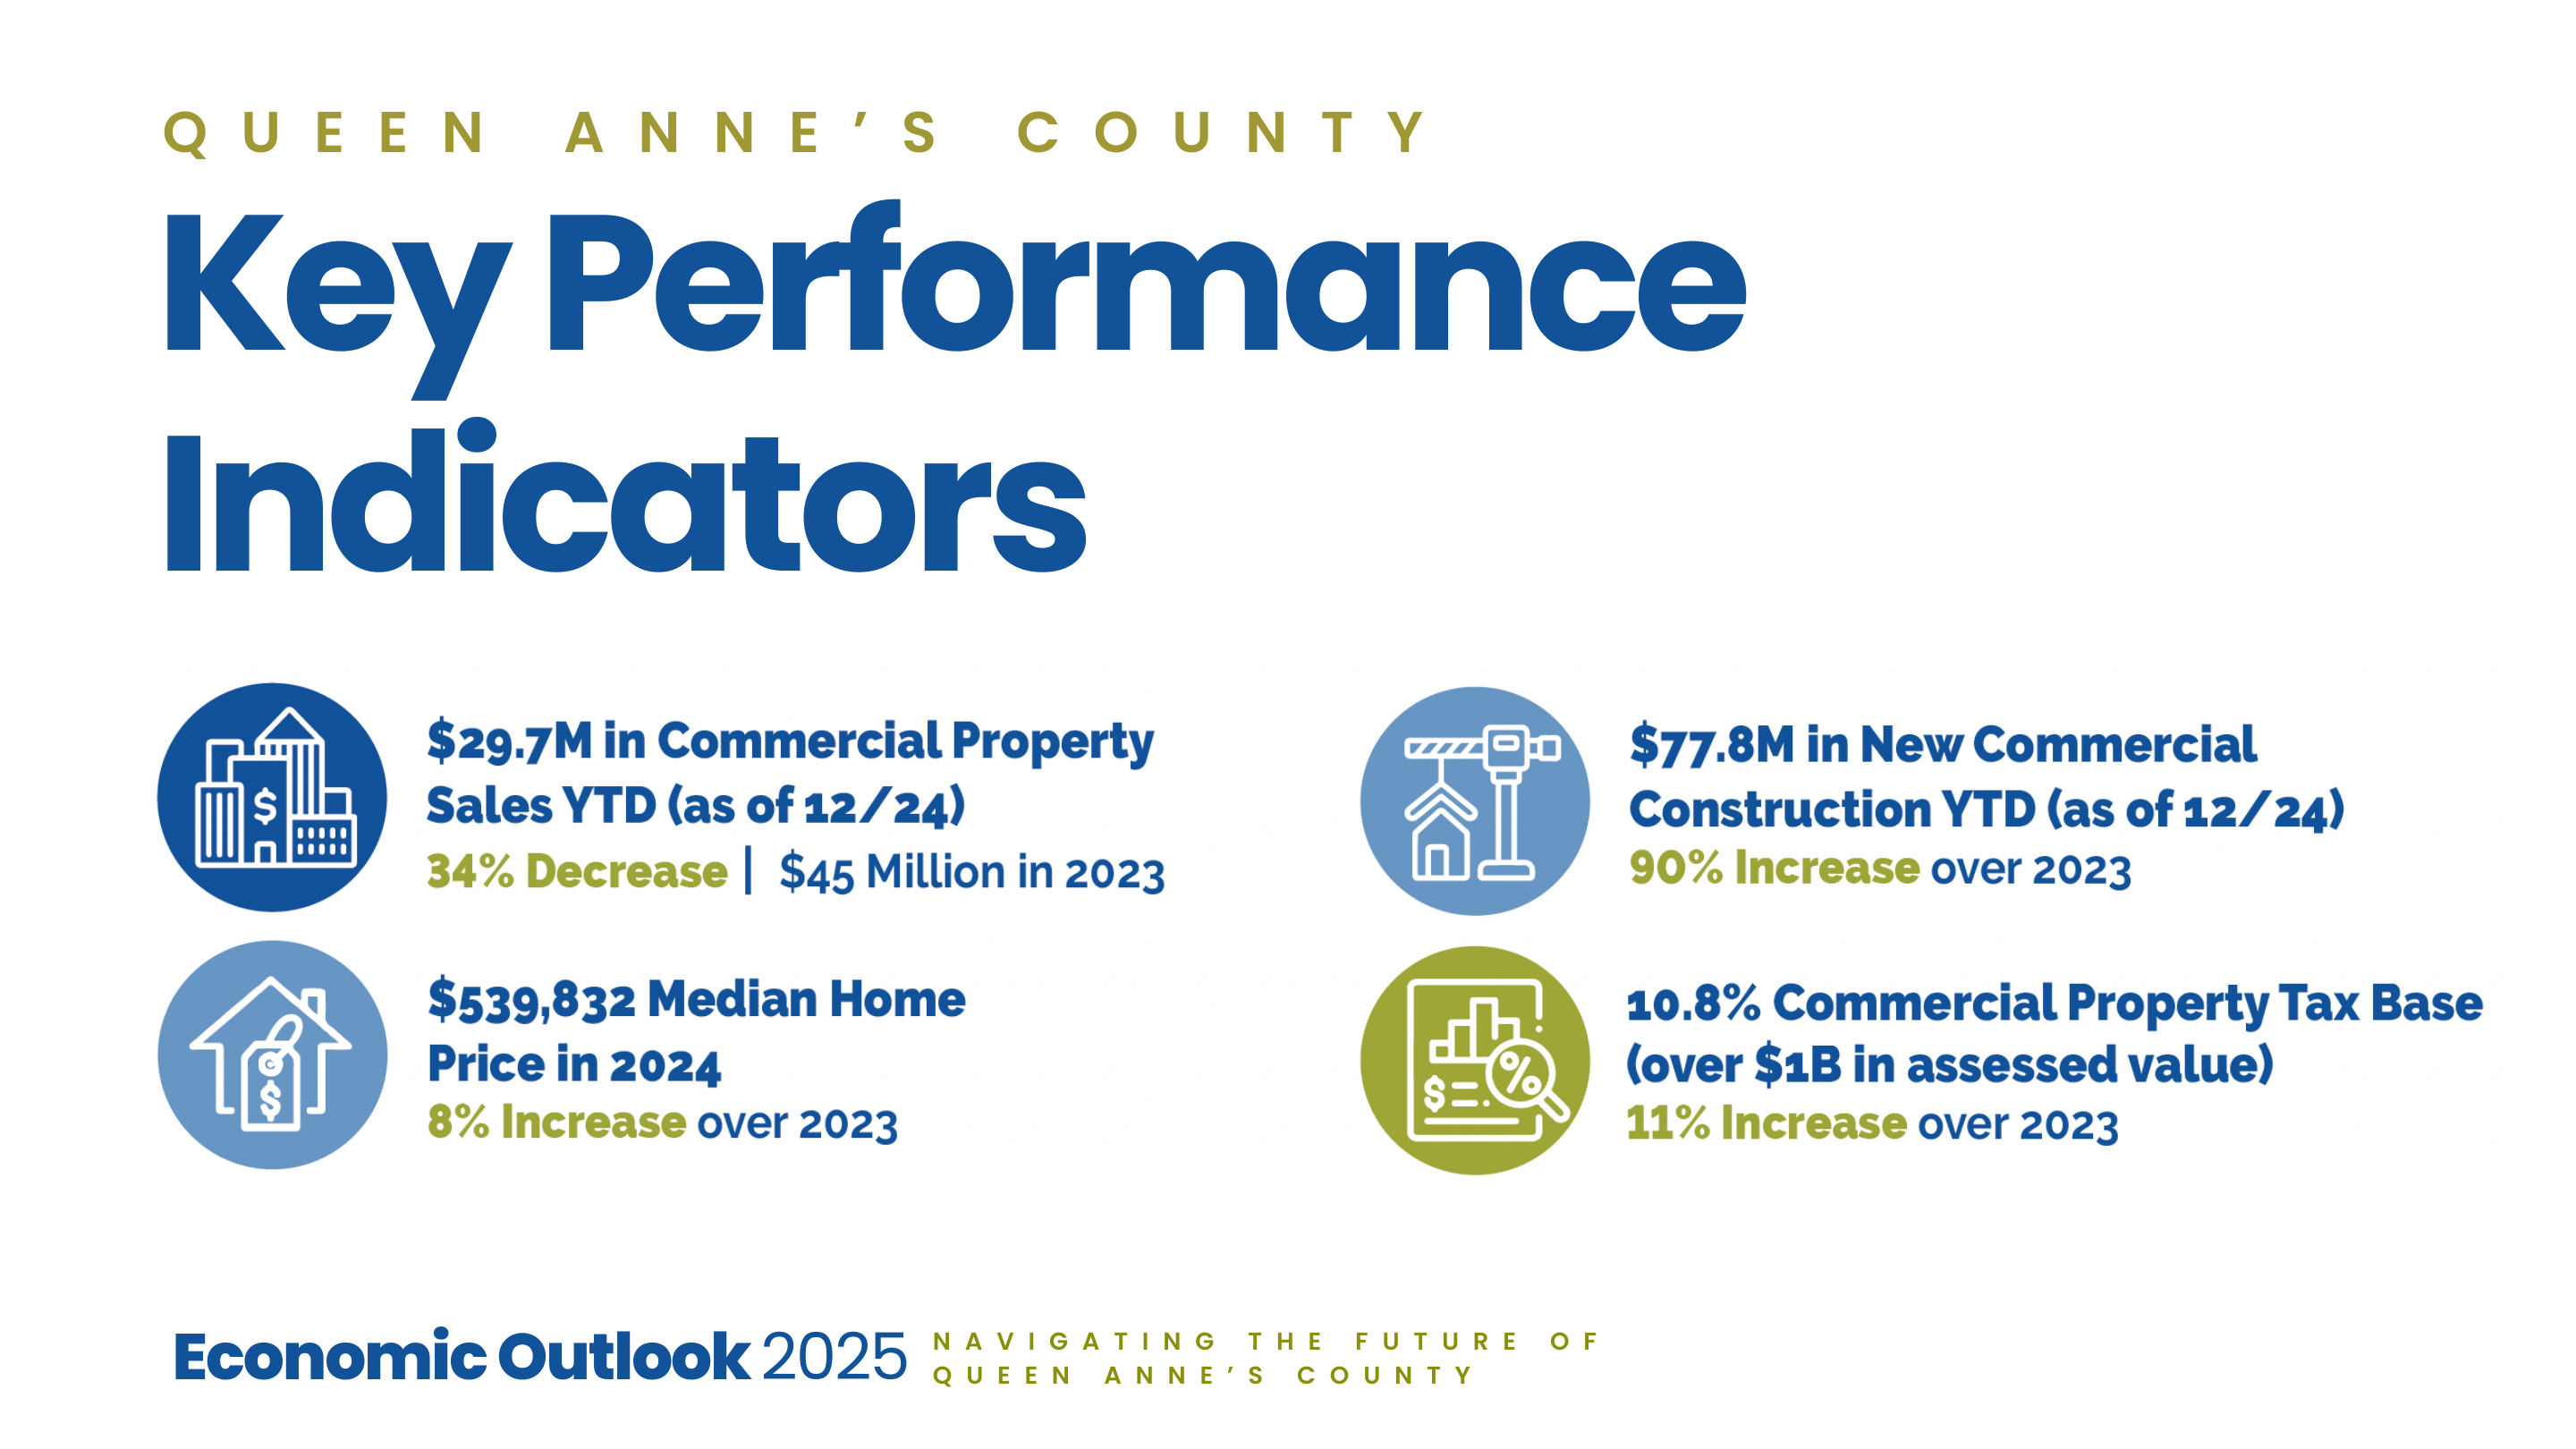 QUEEN ANNE’S COUNTY
Key Performance
Indicators
$29.7M in Commercial Property
Sales YTD (as of 12/24)
34% Decrease | $45 Million in 2023
$77.8M in New Commercial
Construction YTD (as of 12/24)
90% Increase over 2023
$539,832 Median Home
Price in 2024
8% Increase over 2023
10.8% Commercial Property Tax Base
(over $1B in assessed value)
11% Increase over 2023
Economic Outlook 2025
NAVIGATING THE FUTURE OF
QUEEN ANNE’S COUNTY